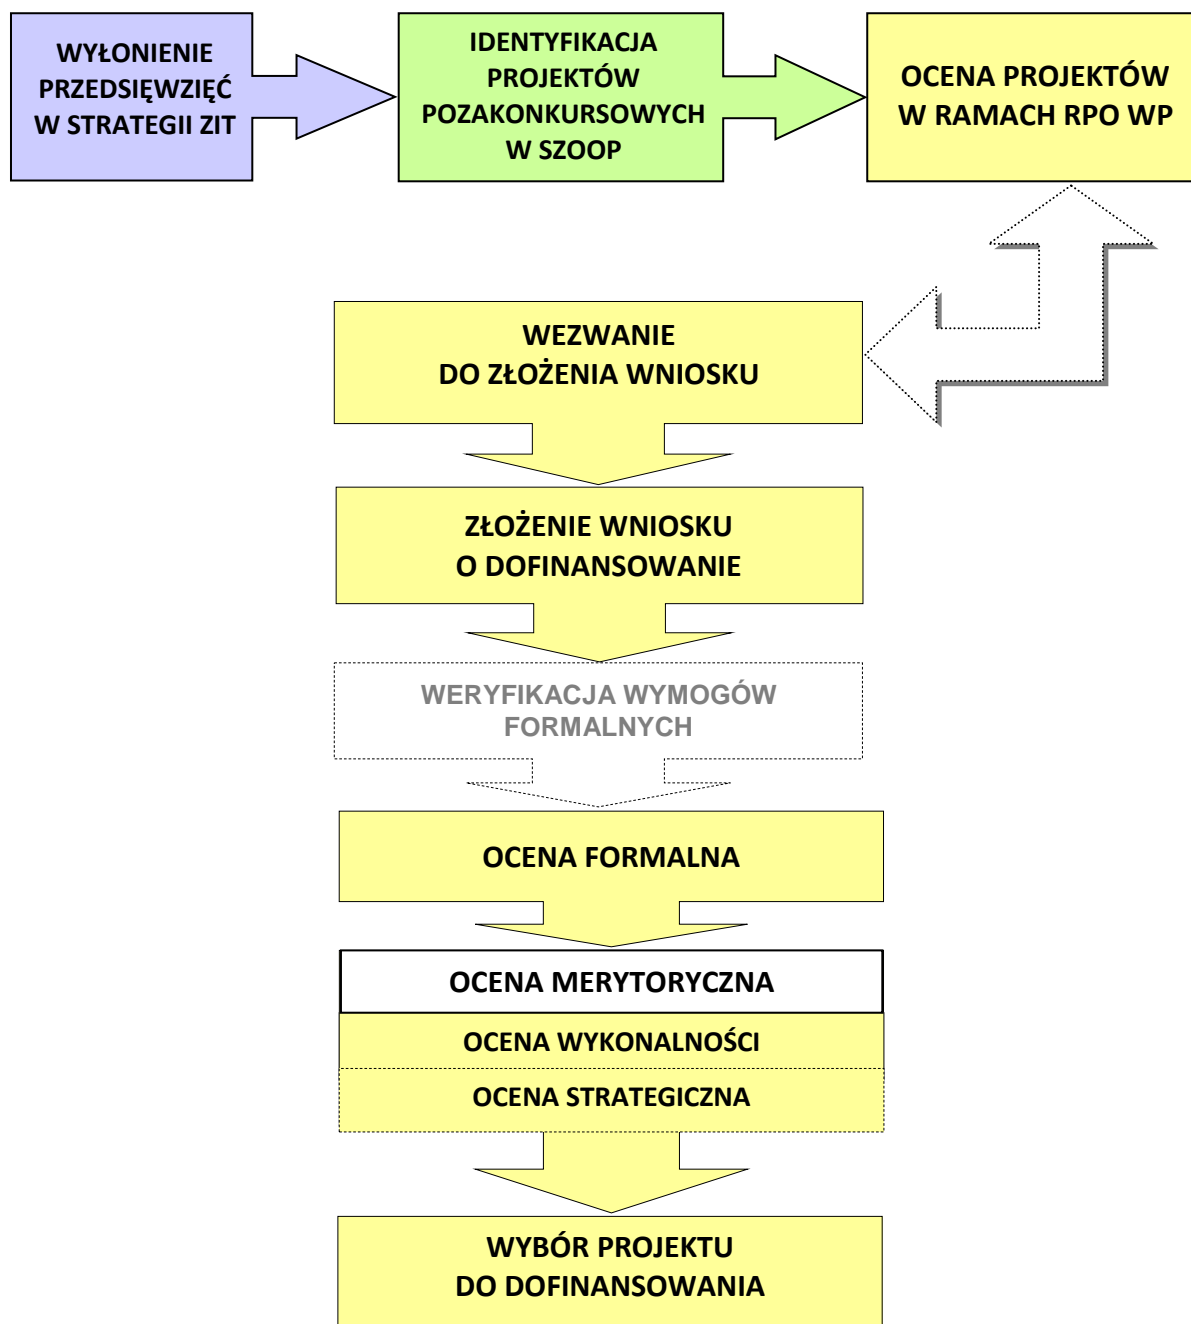 WYŁONIENIE
PRZEDSIĘWZIĘĆ
W STRATEGII ZIT
IDENTYFIKACJA
PROJEKTÓW
POZAKONKURSOWYCH
W SZOOP
OCENA PROJEKTÓW
W RAMACH RPO WP
WEZWANIE
DO ZŁOŻENIA WNIOSKU
ZŁOŻENIE WNIOSKU
O DOFINANSOWANIE
WERYFIKACJA WYMOGÓW
FORMALNYCH
OCENA FORMALNA
OCENA MERYTORYCZNA
OCENA WYKONALNOŚCI
OCENA STRATEGICZNA
WYBÓR PROJEKTU
DO DOFINANSOWANIA